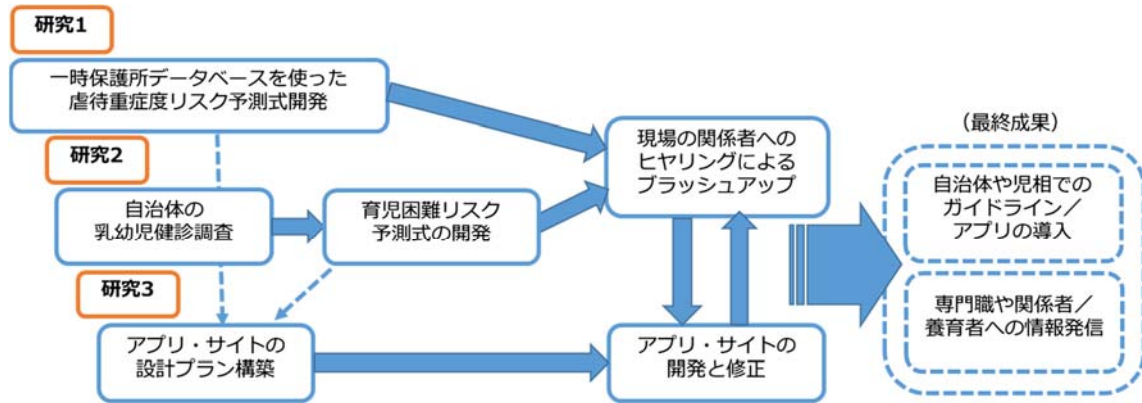 研究1
一時保護所データベースを使った
虐待重症度リスク予測式開発
研究2
自治体の
乳幼児健診調査
育児困難リスク
予測式の開発
研究3
アプリ・サイトの
設計プラン構築
現場の関係者への
ヒヤリングによる
ブラッシュアップ
アプリ・サイトの
開発と修正
(最終成果)
自治体や児相での
ガイドライン/
アプリの導入
専門職や関係者/
養育者への情報発信